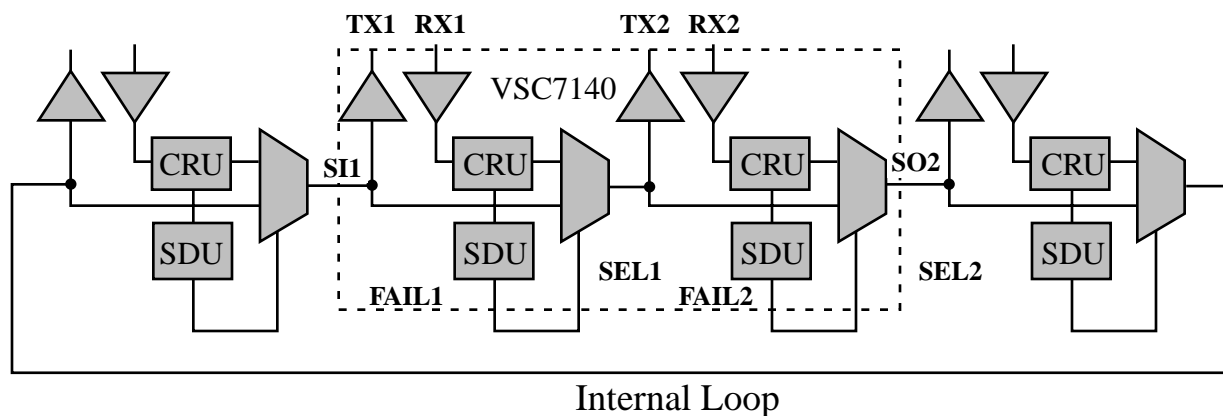 TX1 RX1 TX2 RX2
VSC7140
CRU SI1 CRU CRU SO2 CRU
SDU SDU SEL1 SDU SEL2 SDU
FAIL1 FAIL2
Internal Loop